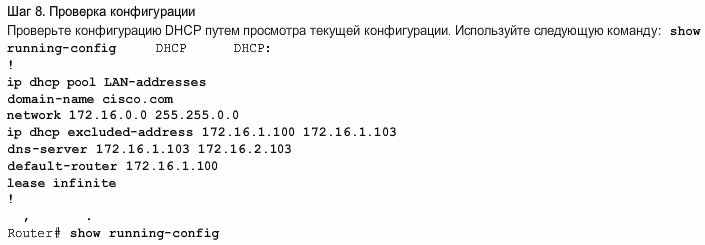 Шаг 8. Проверка конфигурации
Проверьте конфигурацию DHCP путем просмотра текущей конфигурации. Используйте следующую команду: show
running-config DHCP DHCP:
!
ip dhcp pool LAN-addresses
domain-name cisco.com
network 172.16.0.0 255.255.0.0
ip dhcp excluded-address 172.16.1.100 172.16.1.103
dns-server 172.16.1.103 172.16.2.103
default-router 172.16.1.100
lease infinite
!
, .
Router# show running-config